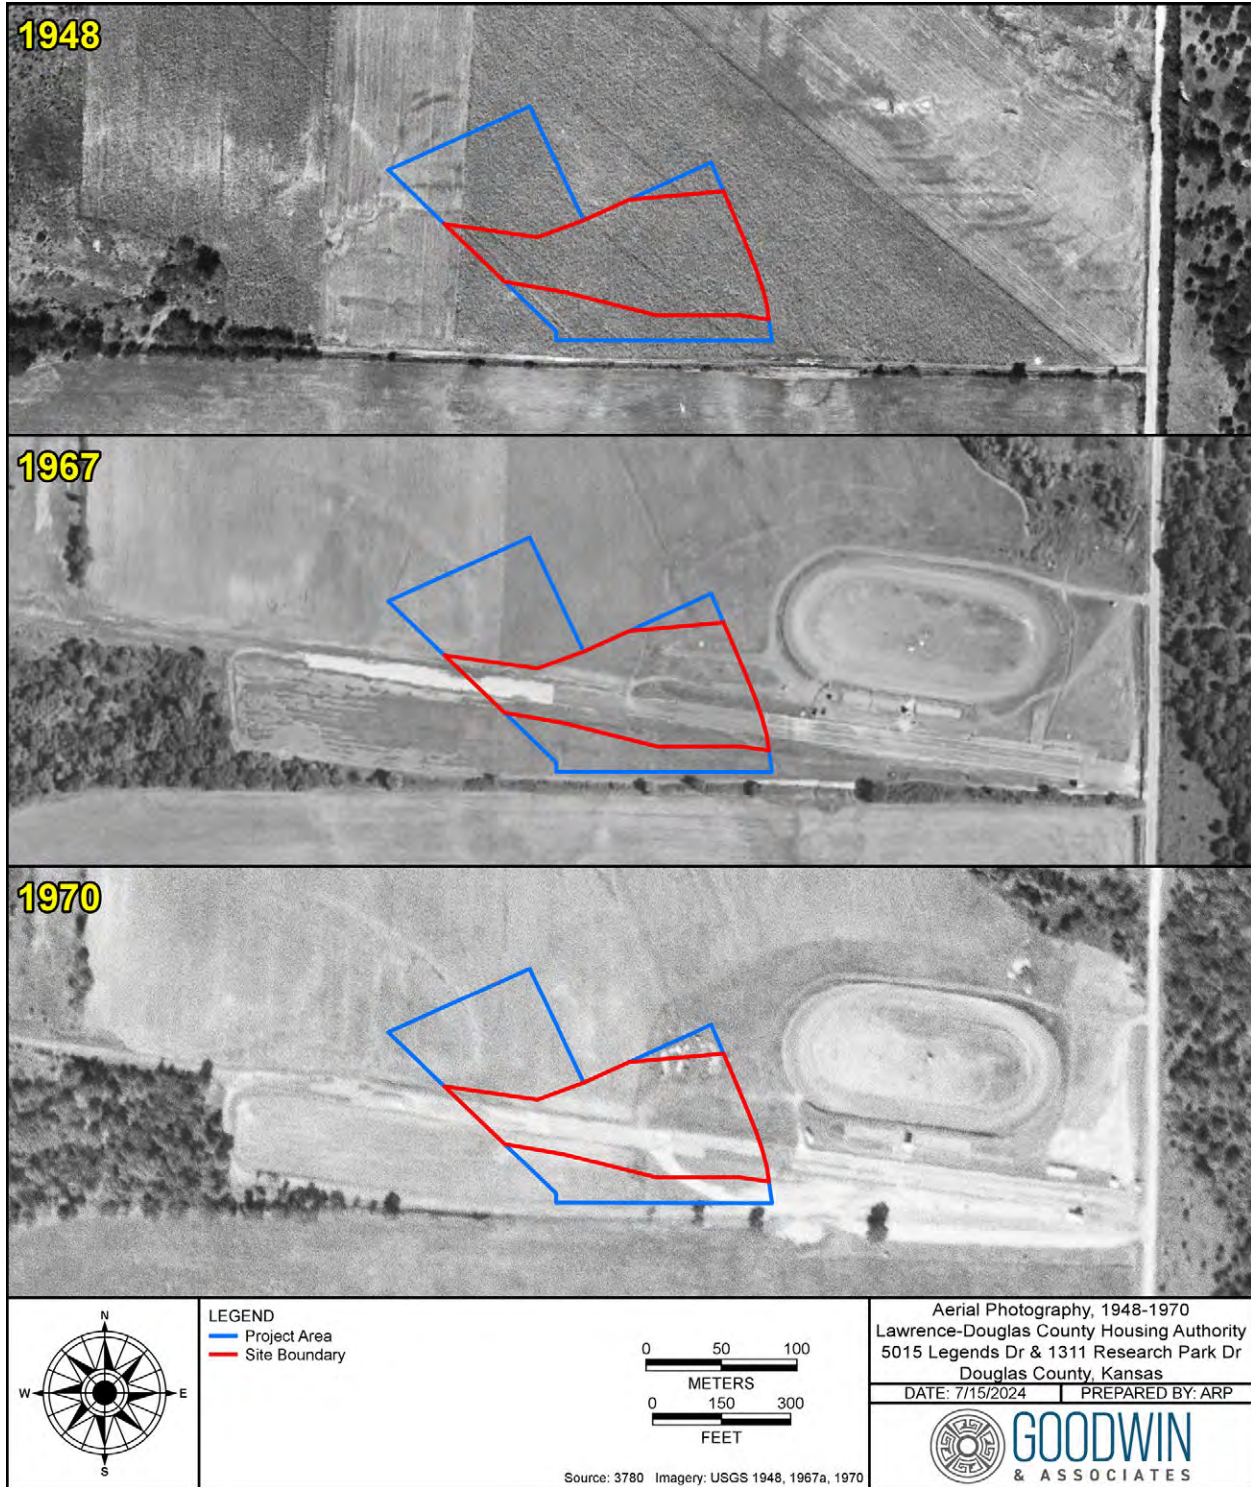 1948
1967
1970
N
W
E
S
LEGEND
Project Area
Site Boundary
0 50 100
METERS
0 150 300
FEET
Source: 3780 Imagery: USGS 1948, 1967a, 1970
Aerial Photography, 1948-1970
Lawrence-Douglas County Housing Authority
5015 Legends Dr & 1311 Research Park Dr
Douglas County, Kansas
DATE: 7/15/2024 PREPARED BY: ARP
GOODWIN
& ASSOCIATES